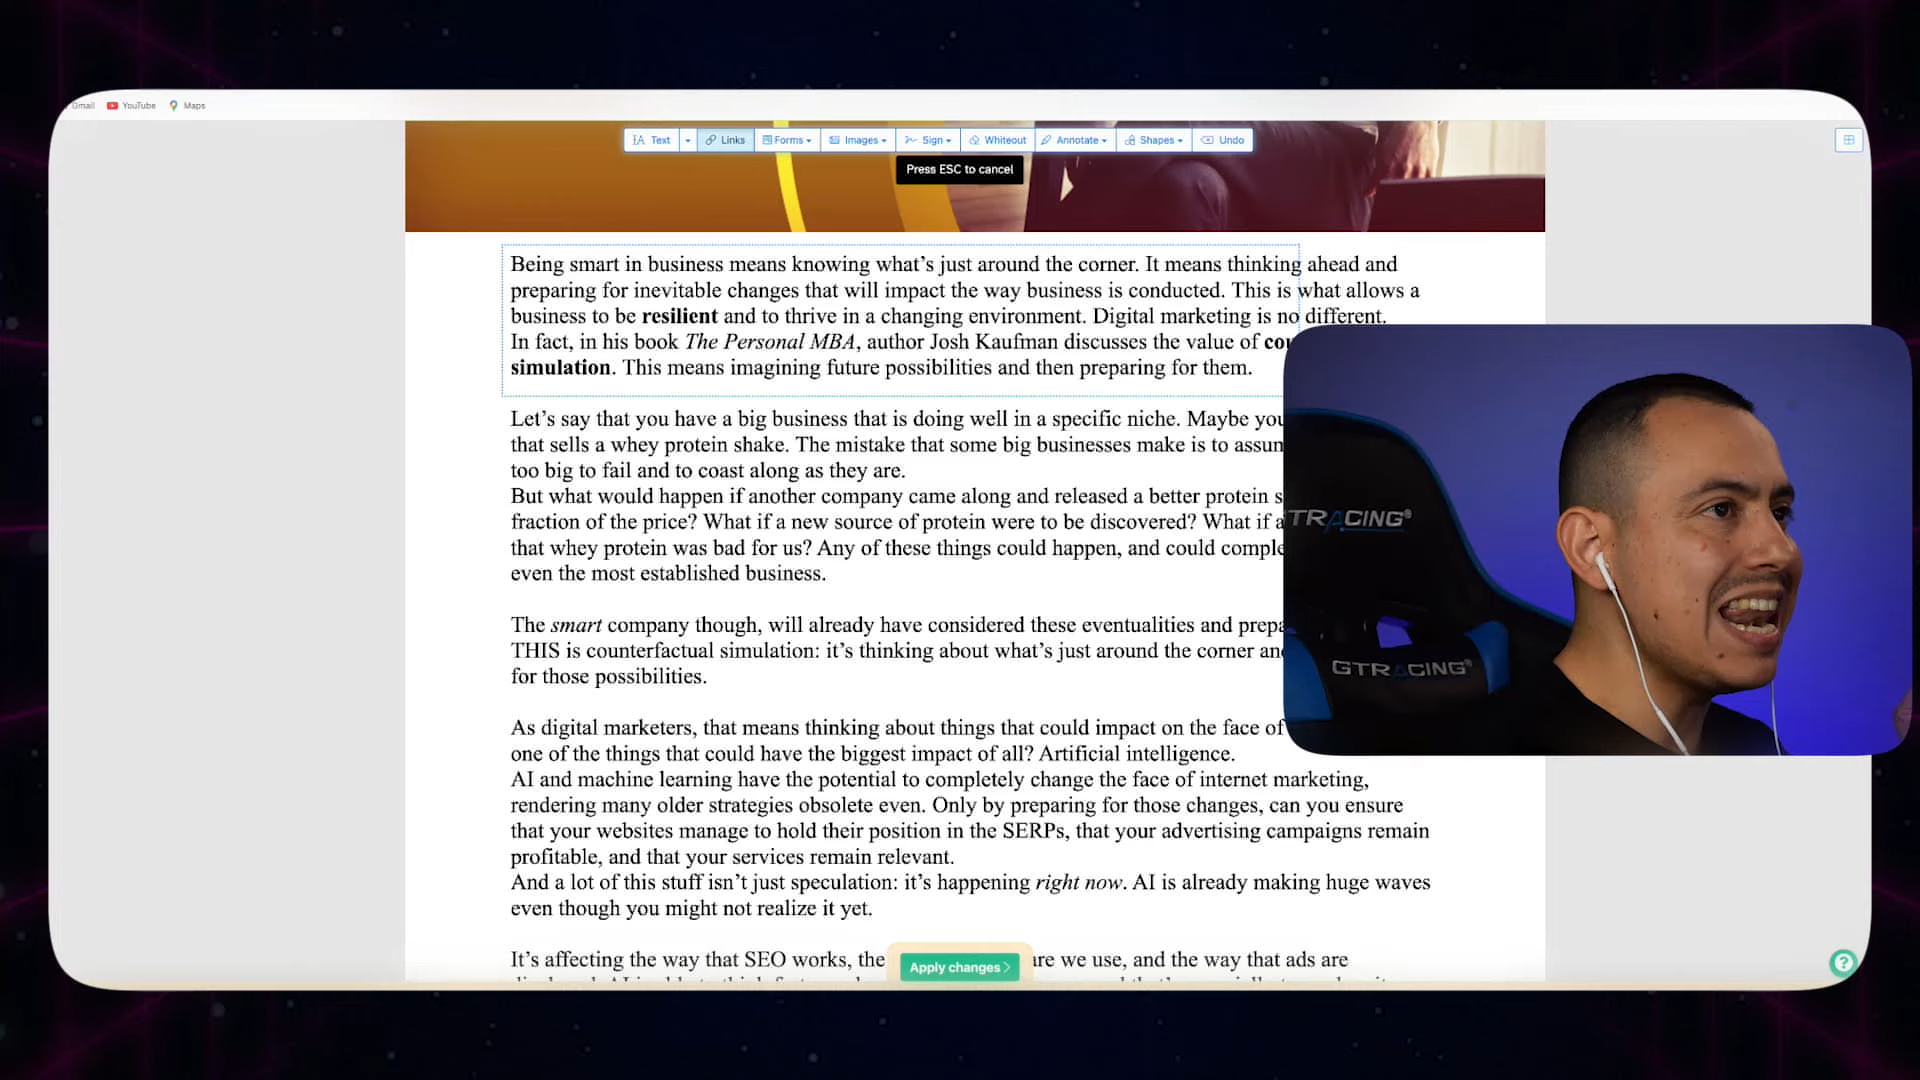 Gmail YouTube Maps
Text Links Forms Images Sign Whiteout Annotate Shapes Undo
Press ESC to cancel
Being smart in business means knowing what’s just around the corner. It means thinking ahead and
preparing for inevitable changes that will impact the way business is conducted. This is what allows a
business to be resilient and to thrive in a changing environment. Digital marketing is no different.
In fact, in his book The Personal MBA, author Josh Kaufman discusses the value of
simulation. This means imagining future possibilities and then preparing for them.
Let’s say that you have a big business that is doing well in a specific niche. Maybe you
that sells a whey protein shake. The mistake that some big businesses make is to
too big to fail and to coast along as they are.
But what would happen if another company came along and released a better protein
fraction of the price? What if a new source of protein were to be discovered? What if a
that whey protein was bad for us? Any of these things could happen, and could
even the most established business.
The smart company though, will already have considered these eventualities and
THIS is counterfactual simulation: it’s thinking about what’s just around the corner
for those possibilities.
As digital marketers, that means thinking about things that could impact on the face of
one of the things that could have the biggest impact of all? Artificial intelligence.
AI and machine learning have the potential to completely change the face of internet marketing,
rendering many older strategies obsolete even. Only by preparing for those changes, can you ensure
that your websites manage to hold their position in the SERPs, that your advertising campaigns remain
profitable, and that your services remain relevant.
And a lot of this stuff isn’t just speculation: it’s happening right now. AI is already making huge waves
even though you might not realize it yet.
It’s affecting the way that SEO works, the we use, and the way that ads are
Apply changes
GTRACING